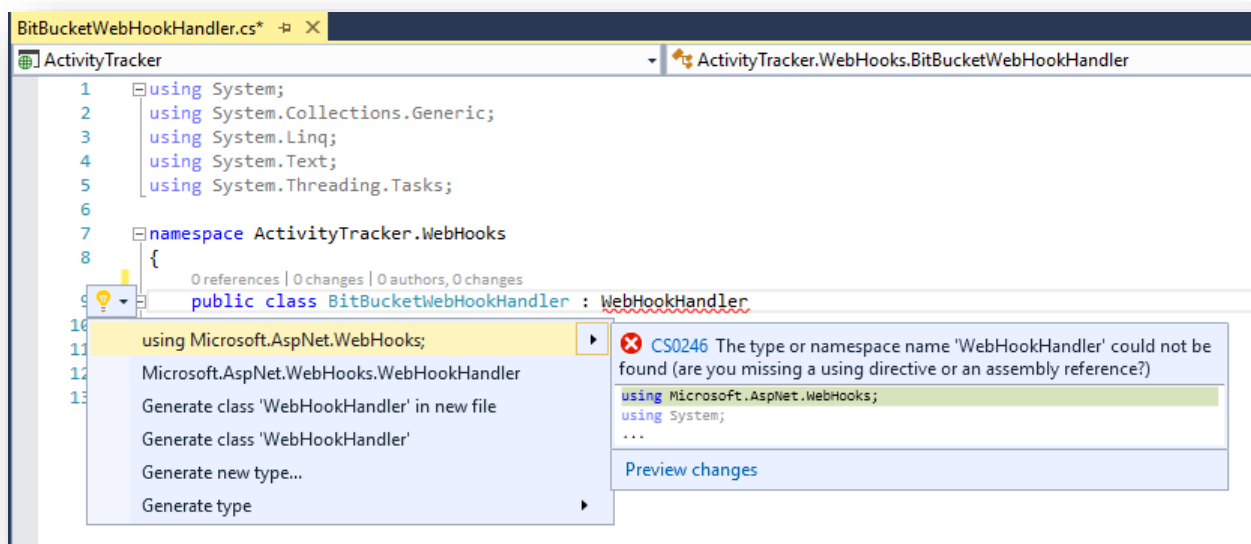 BitBucketWebHookHandler.cs*
ActivityTracker ActivityTracker.WebHooks.BitBucketWebHookHandler
1 using System;
2 using System.Collections.Generic;
3 using System.Linq;
4 using System.Text;
5 using System.Threading.Tasks;
6
7 namespace ActivityTracker.WebHooks
8 {
0 references | 0 changes | 0 authors, 0 changes
9 public class BitBucketWebHookHandler : WebHookHandler
10
11
12
13
using Microsoft.AspNet.WebHooks;
Microsoft.AspNet.WebHooks.WebHookHandler
Generate class 'WebHookHandler' in new file
Generate class 'WebHookHandler'
Generate new type...
Generate type
CS0246 The type or namespace name 'WebHookHandler' could not be
found (are you missing a using directive or an assembly reference?)
using Microsoft.AspNet.WebHooks;
using System;
...
Preview changes